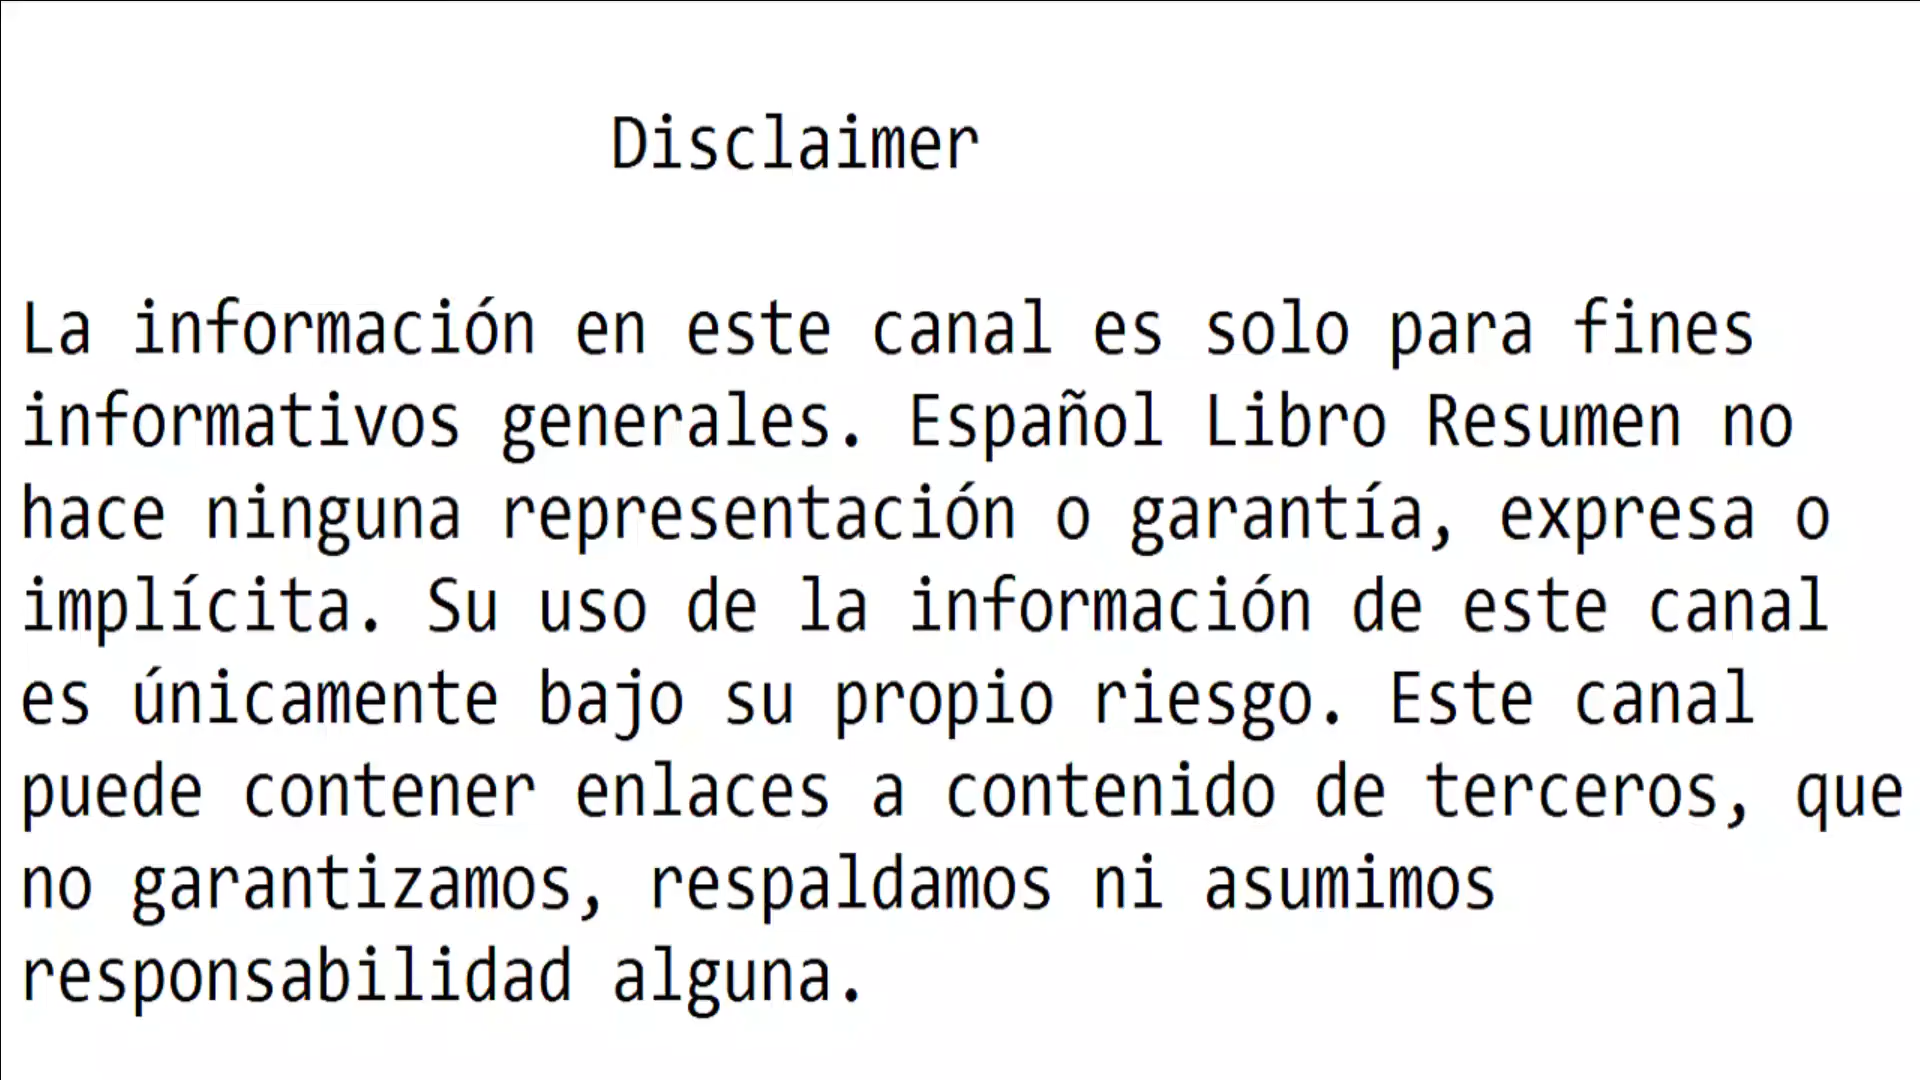 Disclaimer
La información en este canal es solo para fines
informativos generales. Español Libro Resumen no
hace ninguna representación o garantía, expresa o
implícita. Su uso de la información de este canal
es únicamente bajo su propio riesgo. Este canal
puede contener enlaces a contenido de terceros, que
no garantizamos, respaldamos ni asumimos
responsabilidad alguna.